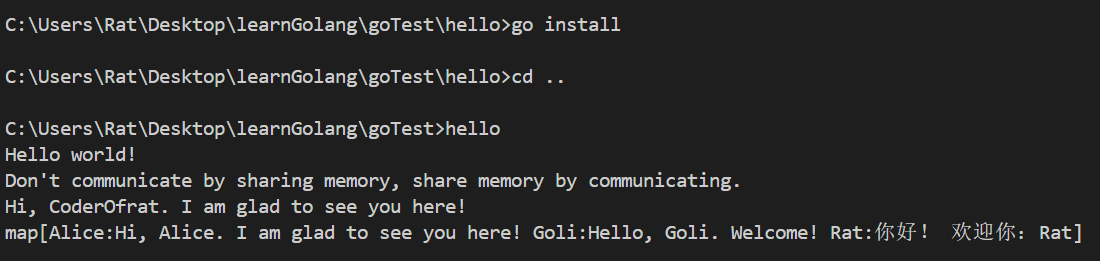 C:\Users\Rat\Desktop\learnGolang\goTest\hello>go install
C:\Users\Rat\Desktop\learnGolang\goTest\hello>cd ..
C:\Users\Rat\Desktop\learnGolang\goTest>hello
Hello world!
Don't communicate by sharing memory, share memory by communicating.
Hi, CoderOfrat. I am glad to see you here!
map[Alice:Hi, Alice. I am glad to see you here! Goli:Hello, Goli. Welcome! Rat:你好！ 欢迎你：Rat]